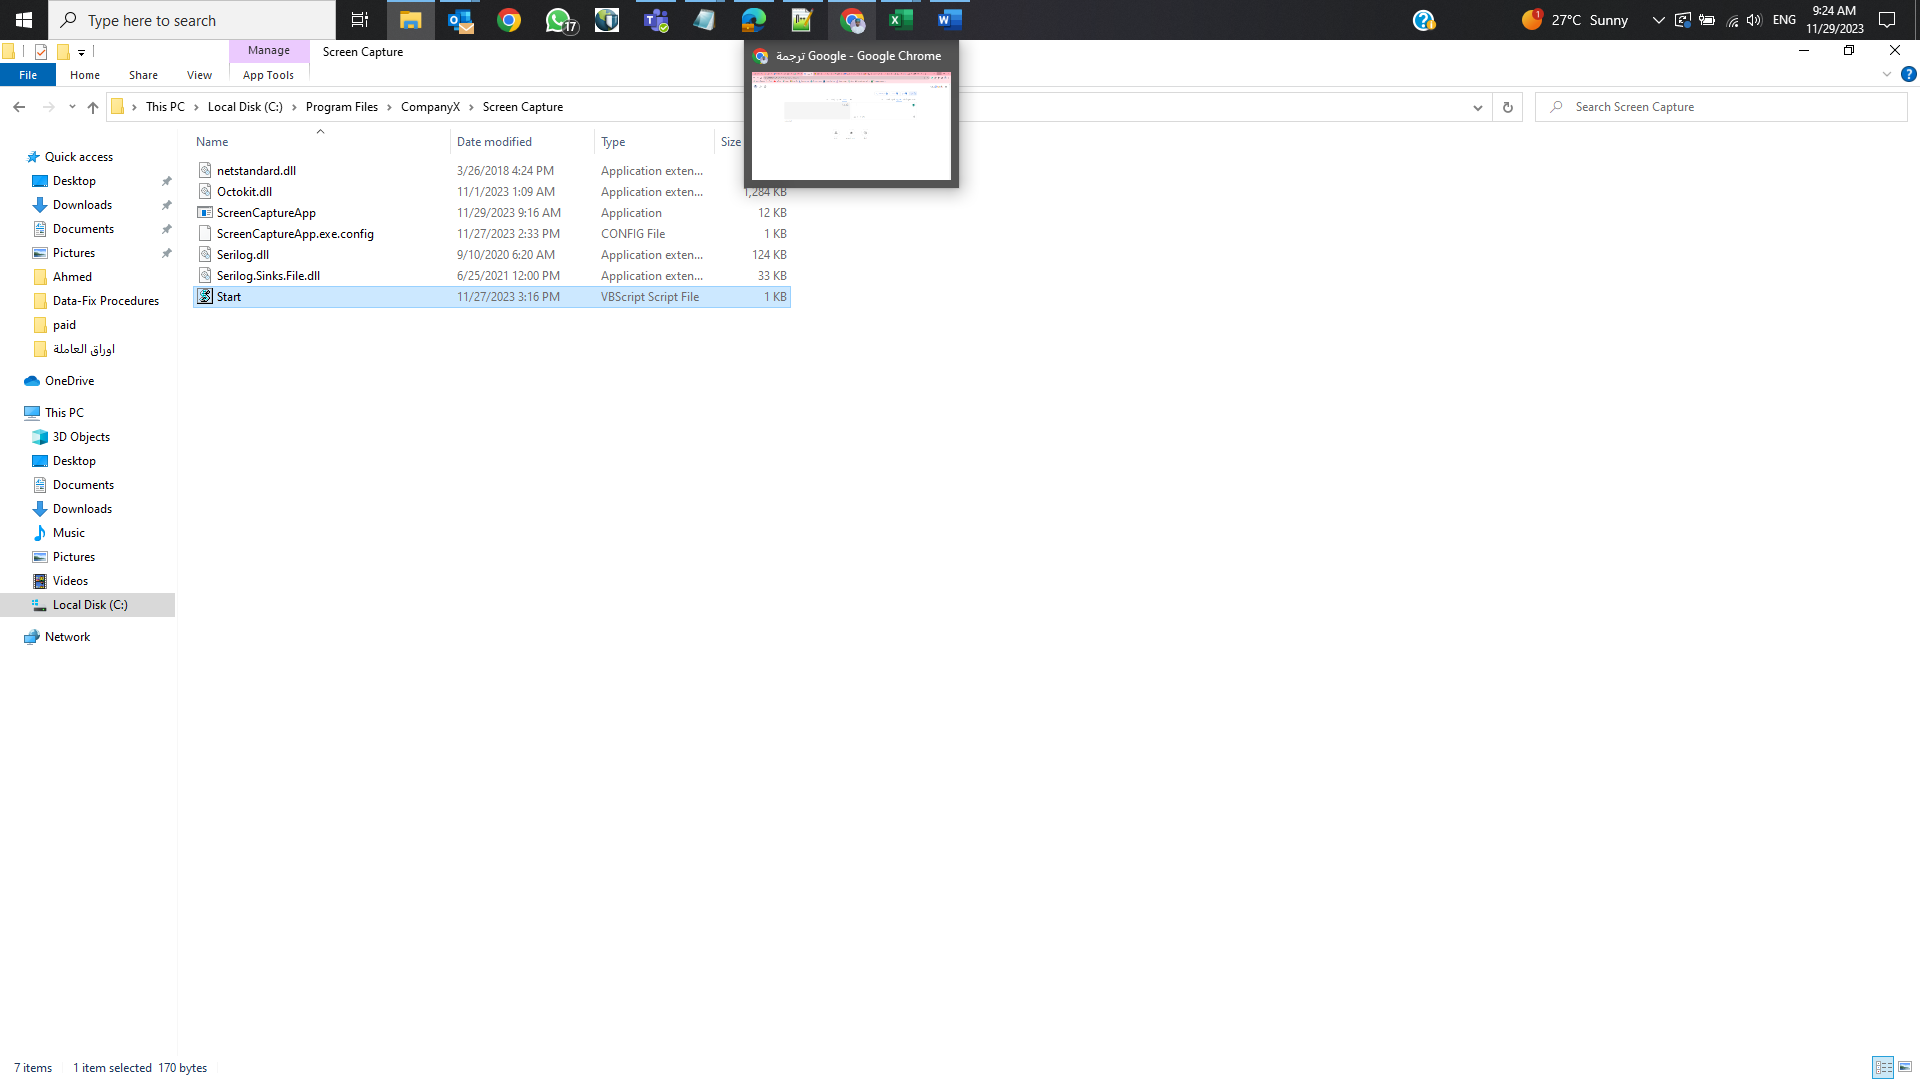 Type here to search
17
1
27°C Sunny
ENG
9:24 AM
11/29/2023
Manage
Screen Capture
File
Home
Share
View
App Tools
ترجمة Google - Google Chrome
This PC
Local Disk (C:)
Program Files
CompanyX
Screen Capture
Search Screen Capture
Name
Date modified
Type
Size
netstandard.dll 3/26/2018 4:24 PM Application exten...
Octokit.dll 11/1/2023 1:09 AM Application exten... 1,284 KB
ScreenCaptureApp 11/29/2023 9:16 AM Application 12 KB
ScreenCaptureApp.exe.config 11/27/2023 2:33 PM CONFIG File 1 KB
Serilog.dll 9/10/2020 6:20 AM Application exten... 124 KB
Serilog.Sinks.File.dll 6/25/2021 12:00 PM Application exten... 33 KB
Start 11/27/2023 3:16 PM VBScript Script File 1 KB
Quick access
Desktop
Downloads
Documents
Pictures
Ahmed
Data-Fix Procedures
paid
اوراق العاملة
OneDrive
This PC
3D Objects
Desktop
Documents
Downloads
Music
Pictures
Videos
Local Disk (C:)
Network
7 items
1 item selected 170 bytes